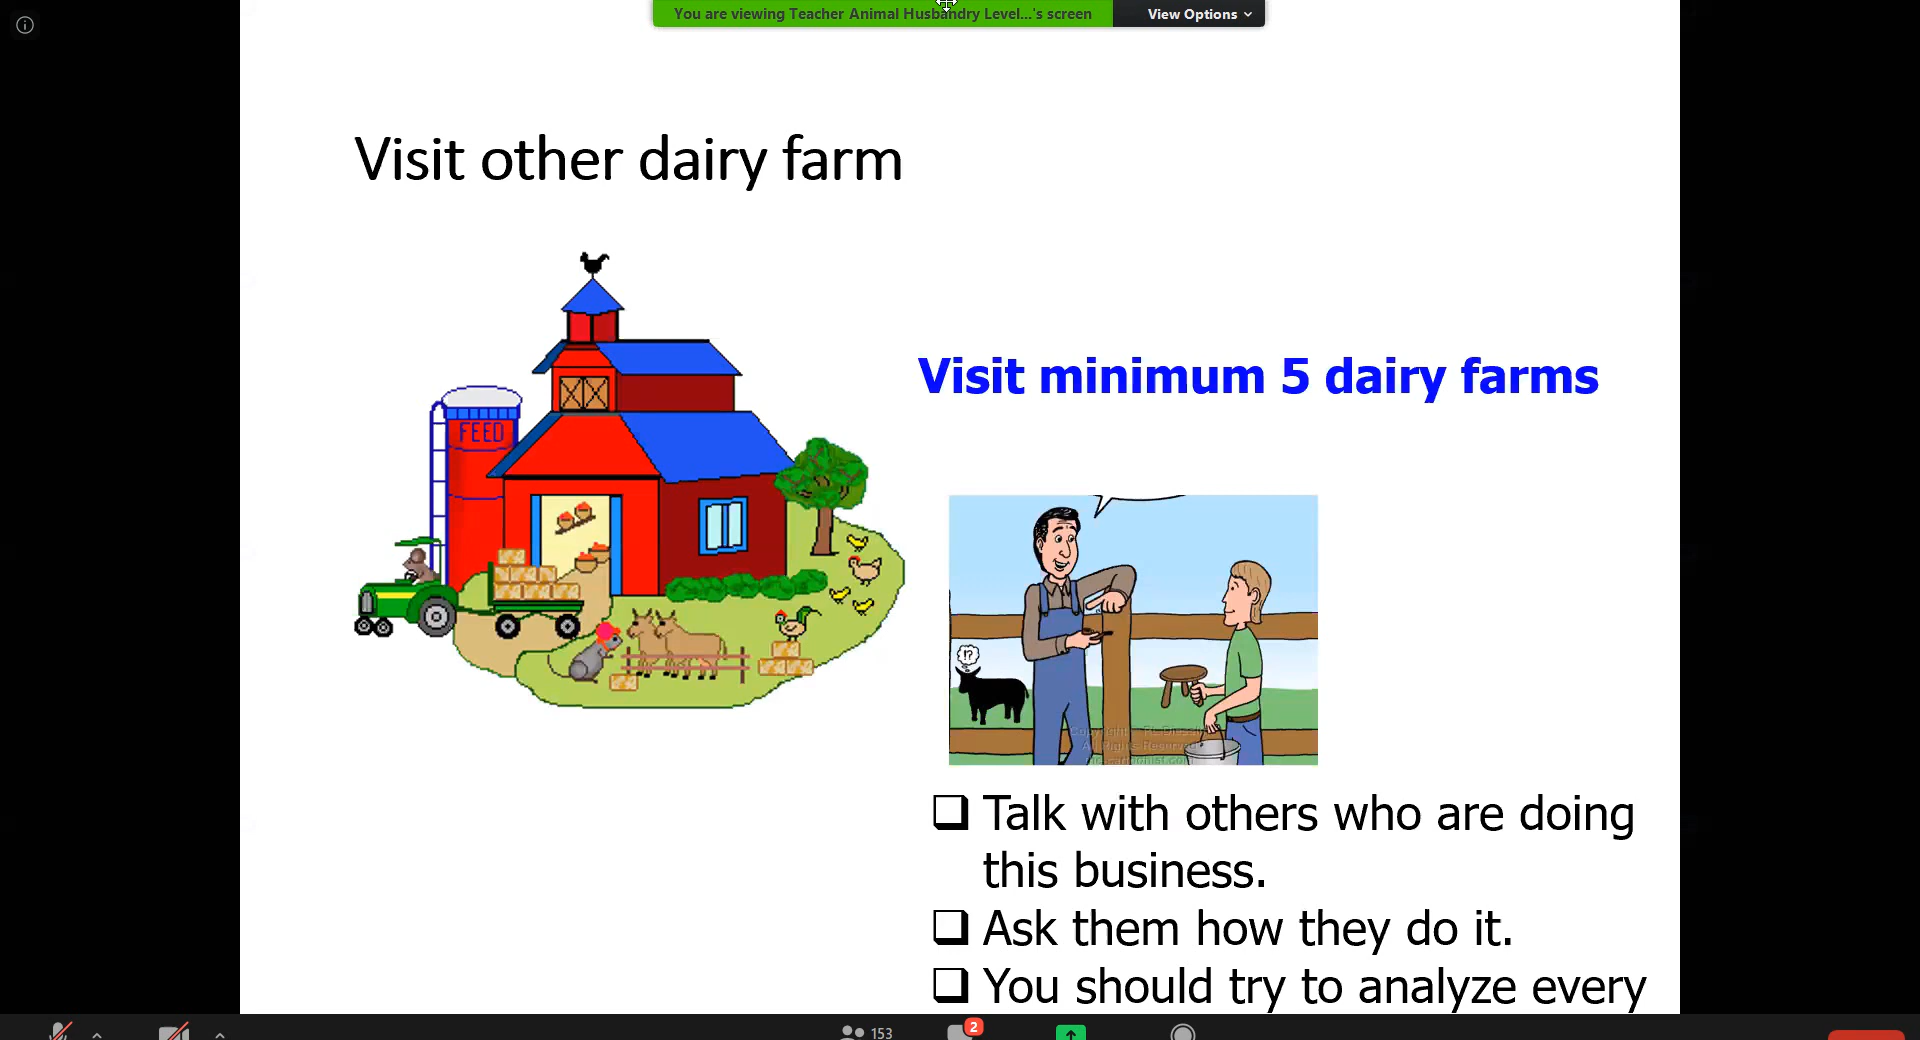 You are viewing Teacher Animal Husbandry Level...'s screen
View Options
Visit other dairy farm
Visit minimum 5 dairy farms
FEED
!?
Talk with others who are doing
this business.
Ask them how they do it.
You should try to analyze every
153
2